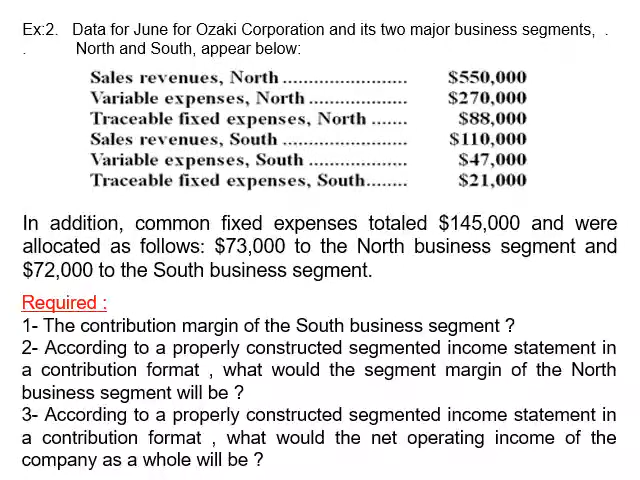 Ex:2. Data for June for Ozaki Corporation and its two major business segments, .
. North and South, appear below:
Sales revenues, North ........................ $550,000
Variable expenses, North ................... $270,000
Traceable fixed expenses, North ....... $88,000
Sales revenues, South ........................ $110,000
Variable expenses, South ................... $47,000
Traceable fixed expenses, South........ $21,000
In addition, common fixed expenses totaled $145,000 and were
allocated as follows: $73,000 to the North business segment and
$72,000 to the South business segment.
Required :
1- The contribution margin of the South business segment ?
2- According to a properly constructed segmented income statement in
a contribution format , what would the segment margin of the North
business segment will be ?
3- According to a properly constructed segmented income statement in
a contribution format , what would the net operating income of the
company as a whole will be ?